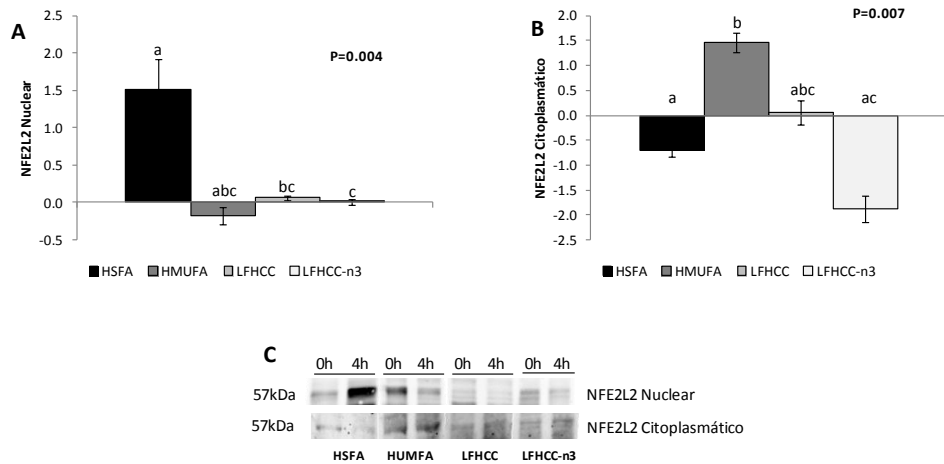 A
NFE2L2 Nuclear
2.5
2.0
1.5
1.0
0.5
0.0
-0.5
P=0.004
a
abc
bc
c
HSFA HMUFA LFHCC LFHCC-n3
B
NFE2L2 Citoplasmático
2.0
1.5
1.0
0.5
0.0
-0.5
-1.0
-1.5
-2.0
-2.5
P=0.007
a
b
abc
ac
HSFA HMUFA LFHCC LFHCC-n3
C
0h 4h 0h 4h 0h 4h 0h 4h
57kDa NFE2L2 Nuclear
57kDa NFE2L2 Citoplasmático
HSFA HUMFA LFHCC LFHCC-n3